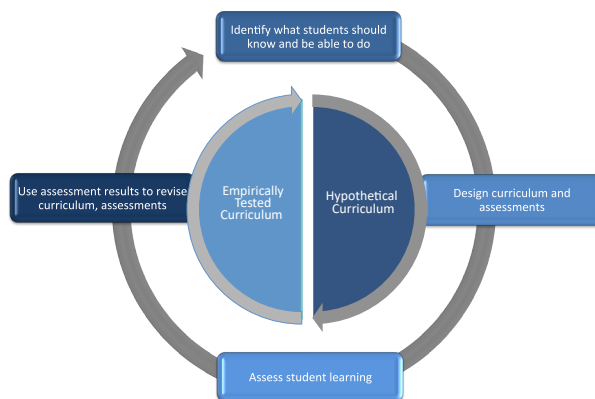 Identify what students should
know and be able to do
Use assessment results to revise
curriculum, assessments
Empirically
Tested
Curriculum
Hypothetical
Curriculum
Design curriculum and
assessments
Assess student learning